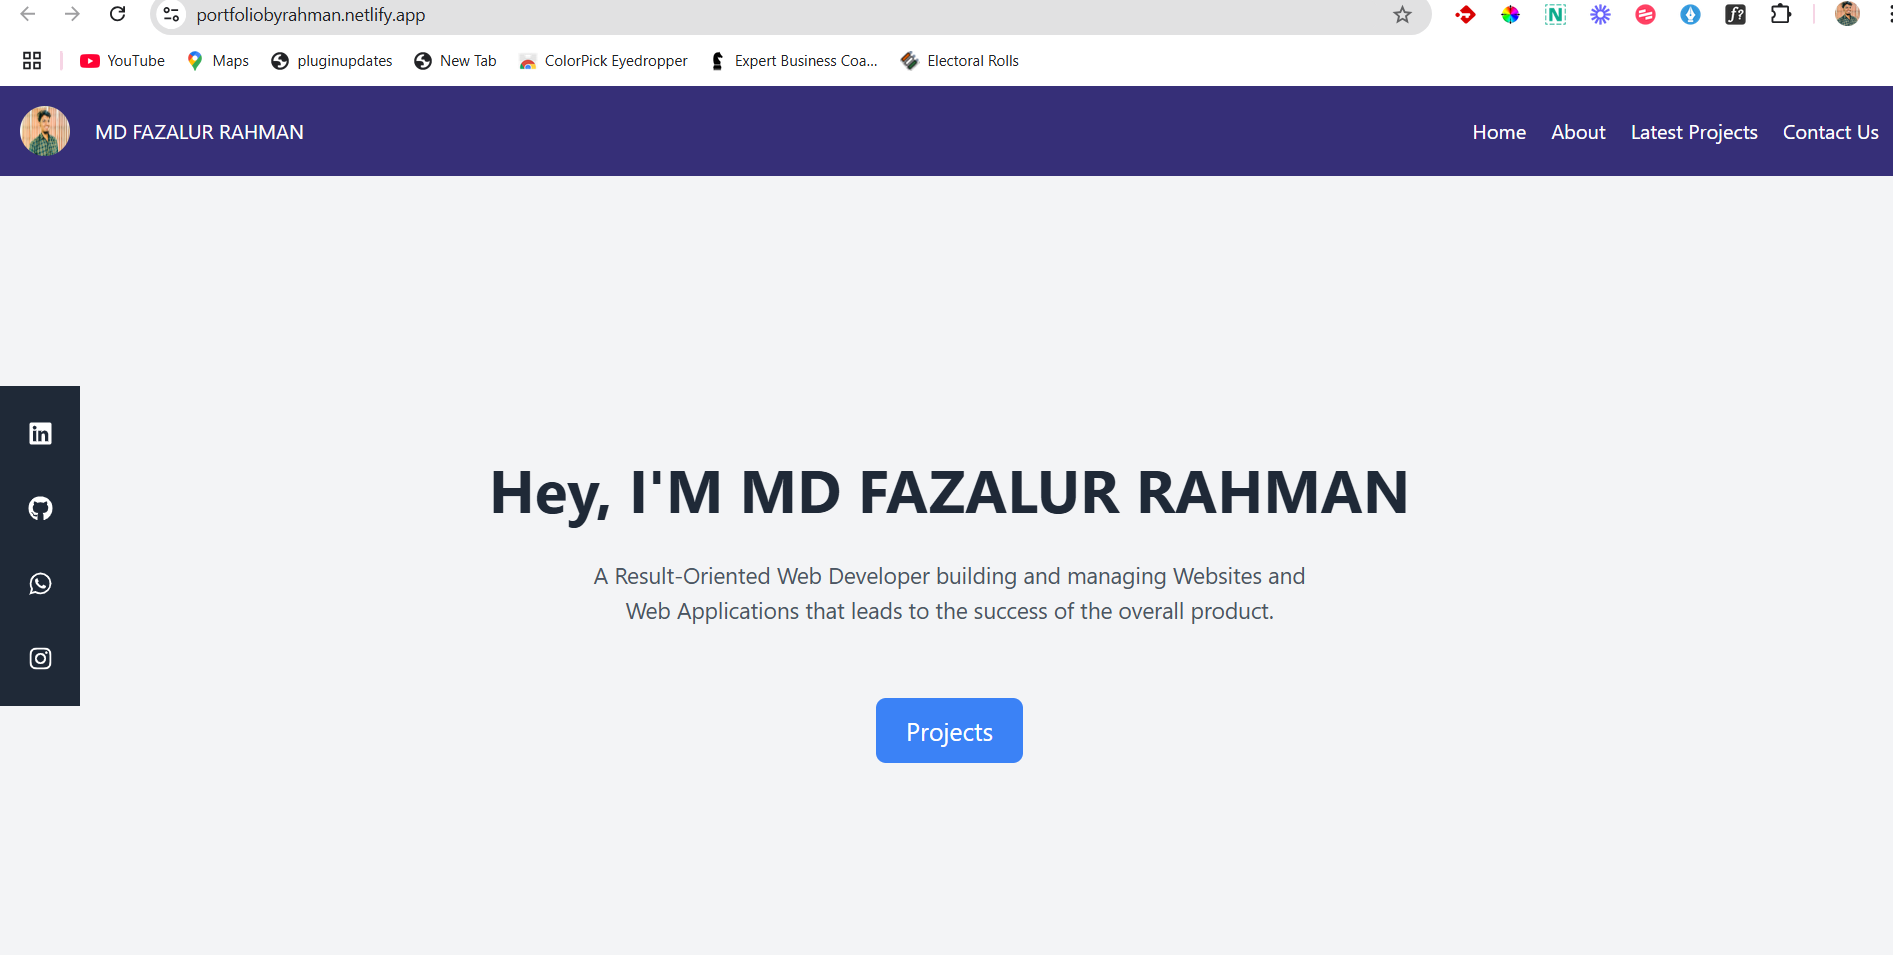 portfoliobyrahman.netlify.app
YouTube Maps pluginupdates New Tab ColorPick Eyedropper Expert Business Coa... Electoral Rolls
MD FAZALUR RAHMAN Home About Latest Projects Contact Us
Hey, I'M MD FAZALUR RAHMAN
A Result-Oriented Web Developer building and managing Websites and
Web Applications that leads to the success of the overall product.
Projects